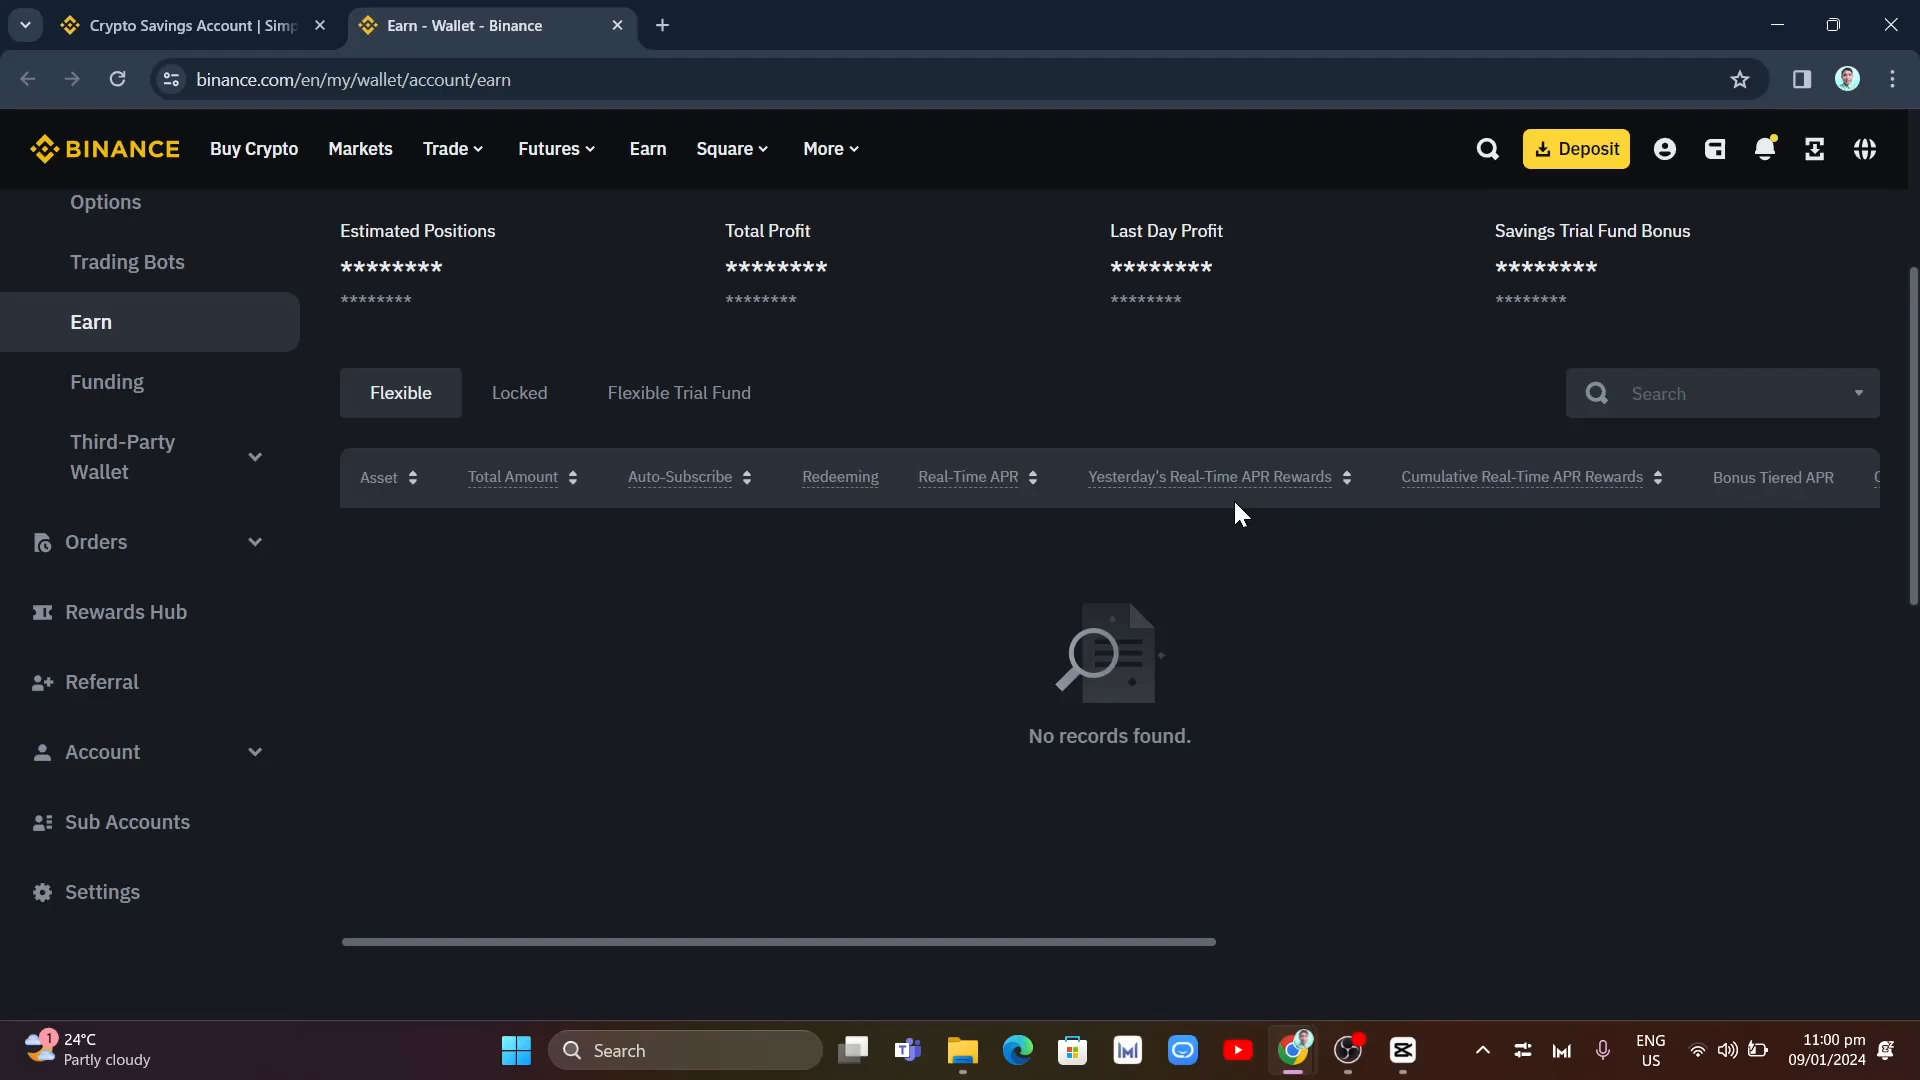 Crypto Savings Account | Simp
Earn - Wallet - Binance
binance.com/en/my/wallet/account/earn
BINANCE
Buy Crypto
Markets
Trade
Futures
Earn
Square
More
Deposit
Options
Trading Bots
Earn
Funding
Third-Party
Wallet
Orders
Rewards Hub
Referral
Account
Sub Accounts
Settings
Estimated Positions
Total Profit
Last Day Profit
Savings Trial Fund Bonus
********
********
********
********
********
********
********
********
Flexible
Locked
Flexible Trial Fund
Search
Asset
Total Amount
Auto-Subscribe
Redeeming
Real-Time APR
Yesterday's Real-Time APR Rewards
Cumulative Real-Time APR Rewards
Bonus Tiered APR
No records found.
1
24°C
Partly cloudy
Search
ENG
US
11:00 pm
09/01/2024